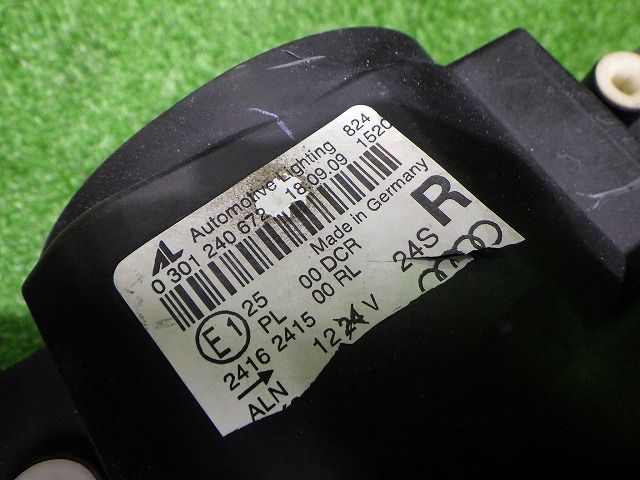 AL Automotive Lighting 824
0 301 240 672 18.09.09 1520
Made in Germany R
E1 25 00 DCR 24S
PL 00 RL
2416 2415 12 24 V
ALN